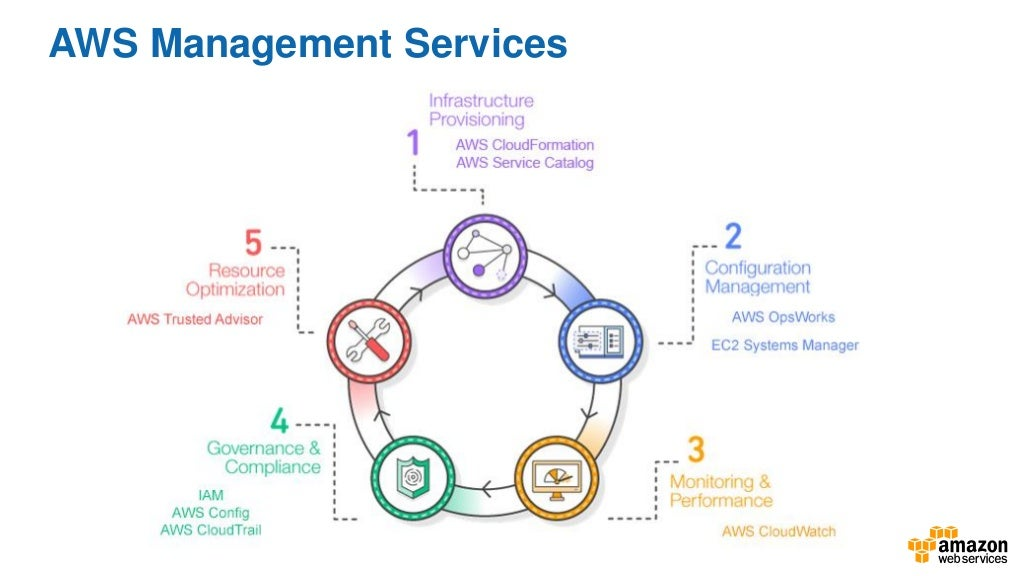 AWS Management Services
Infrastructure
Provisioning
1
AWS CloudFormation
AWS Service Catalog
2
Configuration
Management
AWS OpsWorks
EC2 Systems Manager
3
Monitoring &
Performance
AWS CloudWatch
4
Governance &
Compliance
IAM
AWS Config
AWS CloudTrail
5
Resource
Optimization
AWS Trusted Advisor
amazon
web services